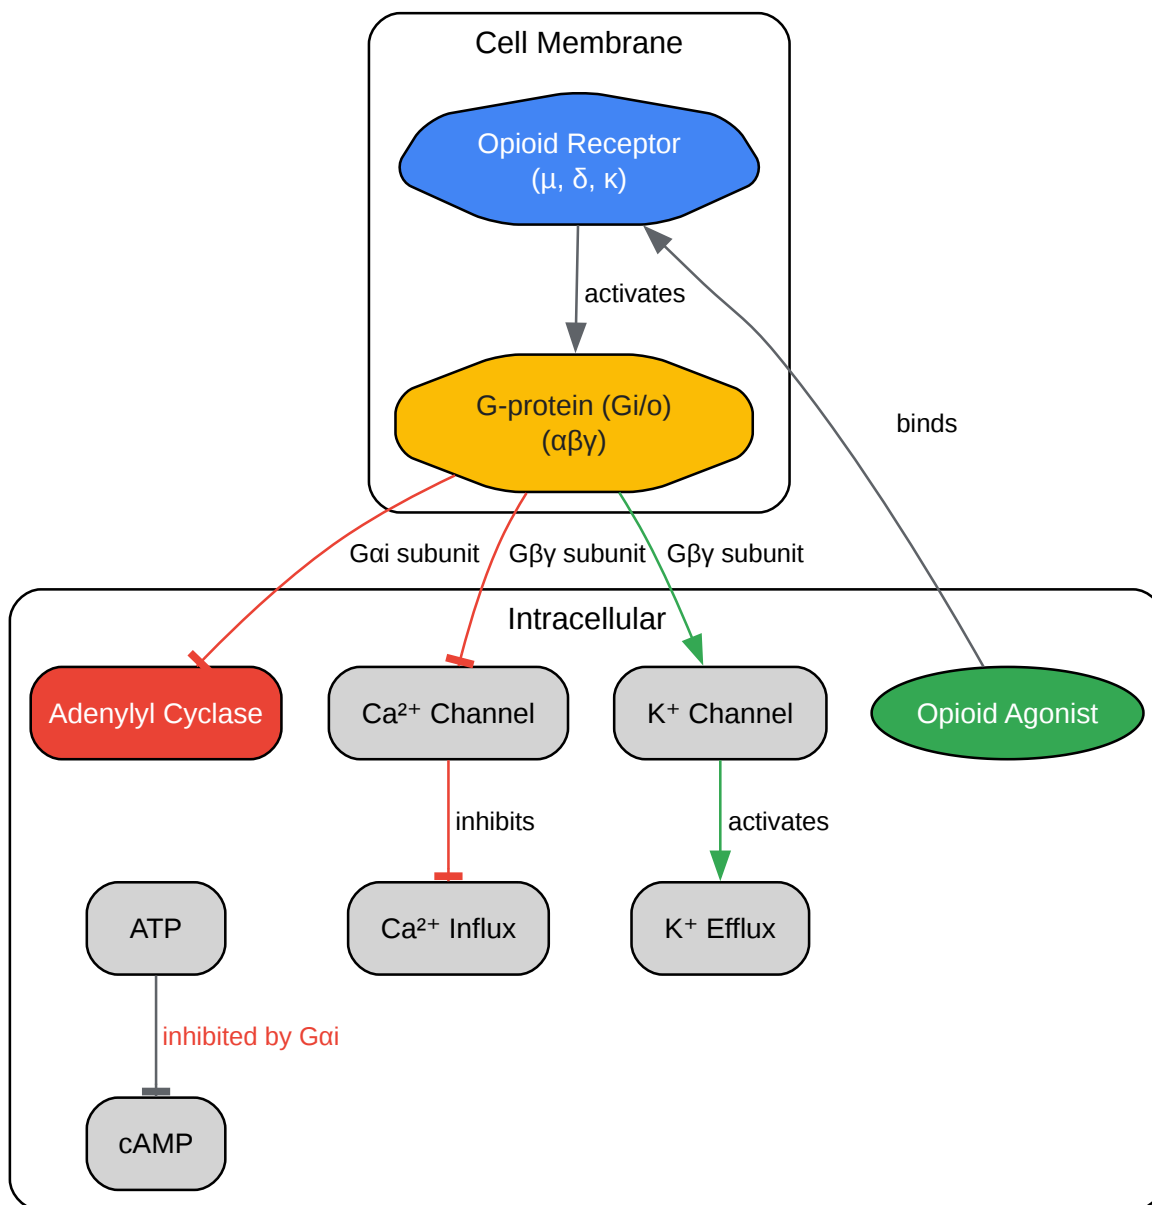 Cell Membrane
Opioid Receptor
(μ, δ, κ)
activates
G-protein (Gi/o)
(αβγ)
binds
Gαi subunit
Gβγ subunit
Gβγ subunit
Intracellular
Adenylyl Cyclase
Ca²⁺ Channel
K⁺ Channel
Opioid Agonist
inhibits
activates
ATP
Ca²⁺ Influx
K⁺ Efflux
inhibited by Gαi
cAMP